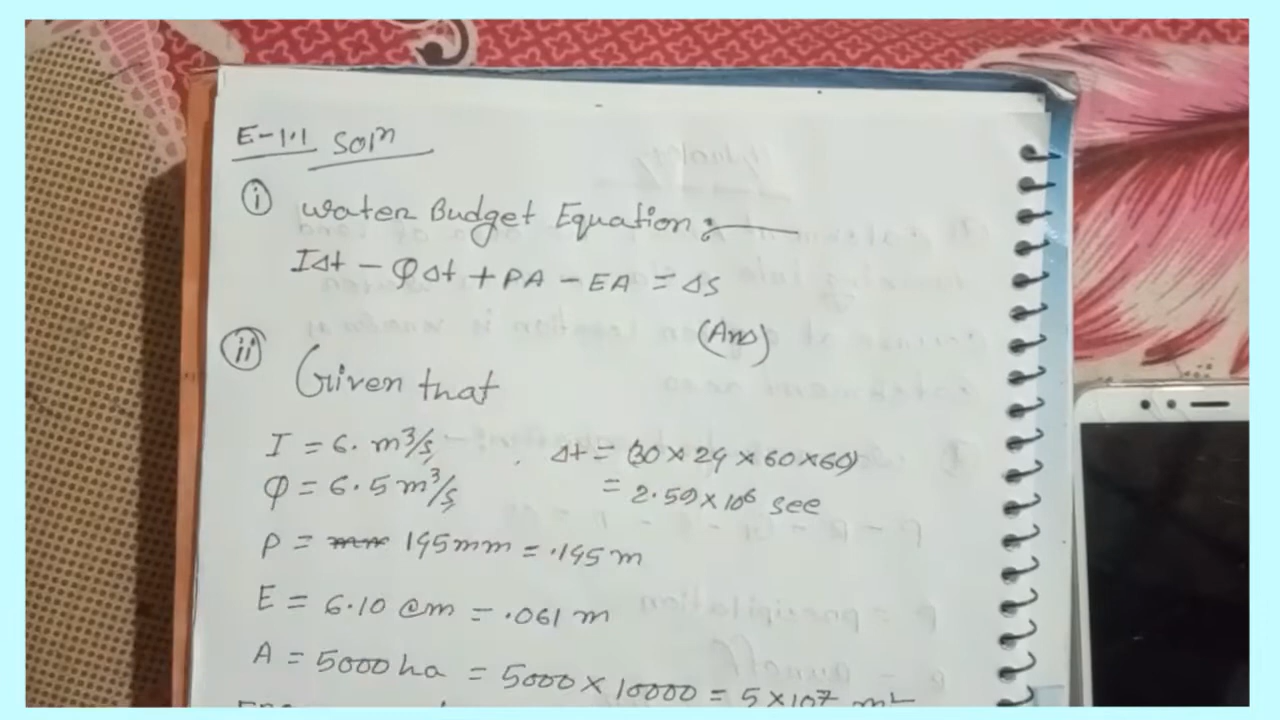 E-1.1 Soln
(i) Water Budget Equation :—
IΔt - QΔt + PA - EA = ΔS
(Ans)
(ii) Given that
I = 6. m³/s, Δt = (30 × 24 × 60 × 60)
Q = 6.5 m³/s, = 2.59 × 10⁶ sec
P = 145 mm = .145 m
E = 6.10 cm = .061 m
A = 5000 ha = 5000 × 10000 = 5 × 10⁷ m²